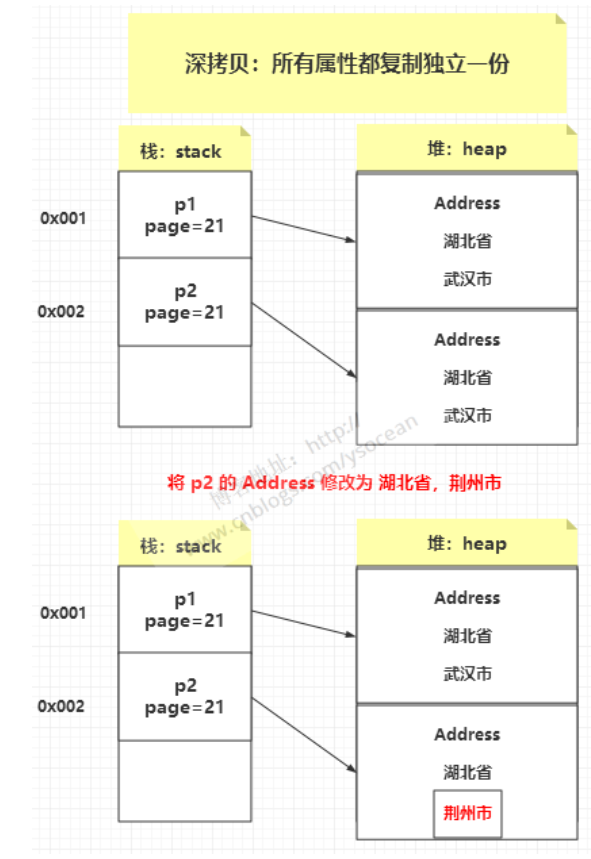 深拷贝：所有属性都复制独立一份
栈：stack
堆：heap
0x001
p1
page=21
Address
湖北省
武汉市
0x002
p2
page=21
Address
湖北省
武汉市
博客地址：http://
www.cnblogs.com/ysocean
将 p2 的 Address 修改为 湖北省，荆州市
栈：stack
堆：heap
0x001
p1
page=21
Address
湖北省
武汉市
0x002
p2
page=21
Address
湖北省
荆州市